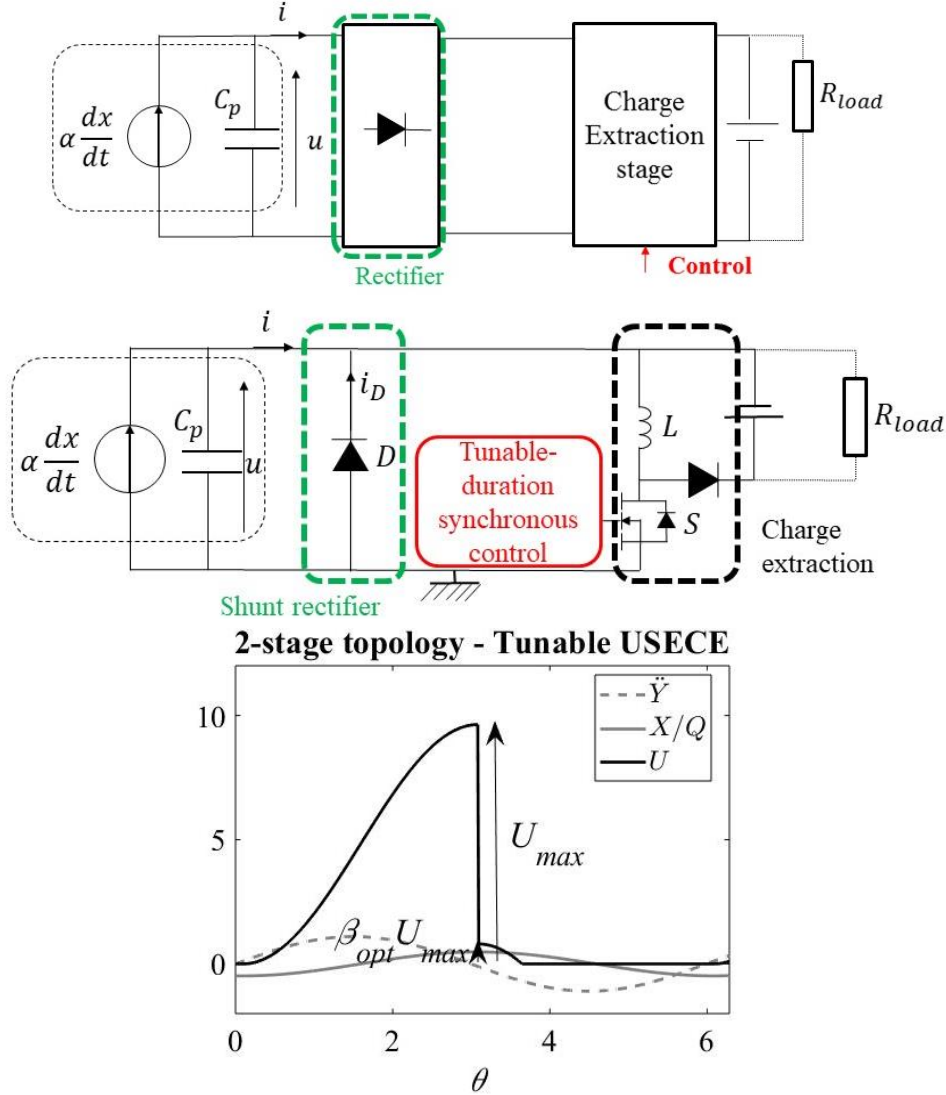 i
α dx/dt
C_p
u
Rectifier
Charge
Extraction
stage
Control
R_load
i
α dx/dt
C_p
u
i_D
D
Shunt rectifier
Tunable-
duration
synchronous
control
L
S
Charge
extraction
R_load
2-stage topology - Tunable USECE
10
5
0
0
2
4
6
θ
Ÿ
X/Q
U
U_max
β_opt U_max